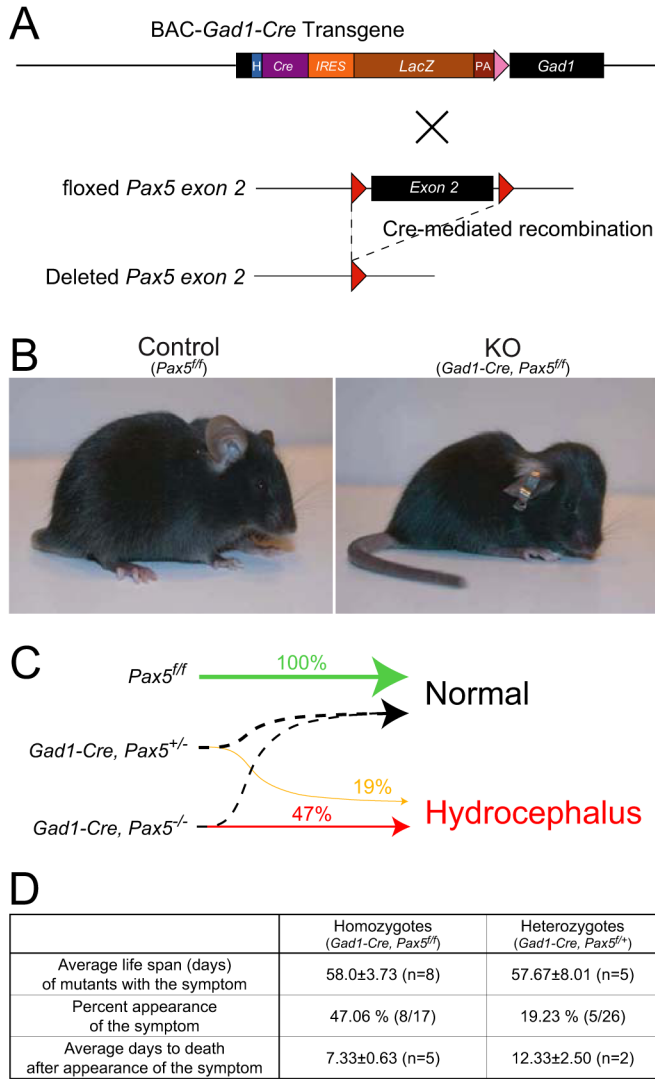 A
BAC-Gad1-Cre Transgene
H Cre IRES LacZ PA Gad1
floxed Pax5 exon 2
Exon 2
Cre-mediated recombination
Deleted Pax5 exon 2
B
Control
(Pax5f/f)
KO
(Gad1-Cre, Pax5f/f)
C
Pax5f/f
100%
Normal
Gad1-Cre, Pax5+/-
19%
Gad1-Cre, Pax5-/-
47%
Hydrocephalus
D
Homozygotes
(Gad1-Cre, Pax5f/f)
Heterozygotes
(Gad1-Cre, Pax5f/+)
Average life span (days)
of mutants with the symptom
58.0±3.73 (n=8)
57.67±8.01 (n=5)
Percent appearance
of the symptom
47.06 % (8/17)
19.23 % (5/26)
Average days to death
after appearance of the symptom
7.33±0.63 (n=5)
12.33±2.50 (n=2)